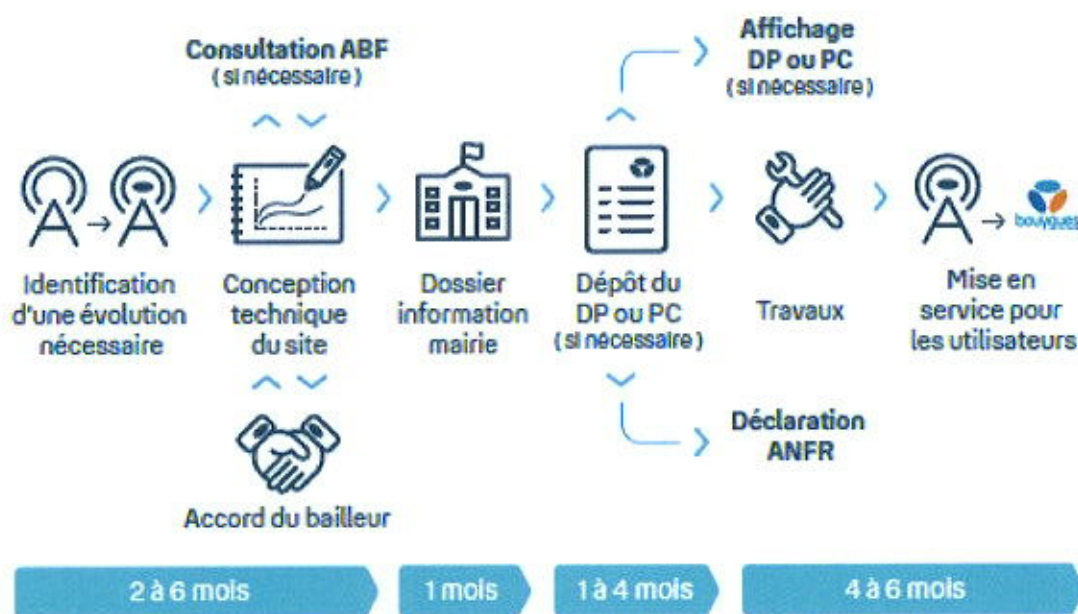 Consultation ABF
( si nécessaire )
Affichage
DP ou PC
( si nécessaire )
bouygues
Identification
d'une évolution
nécessaire
Conception
technique
du site
Dossier
information
mairie
Dépôt du
DP ou PC
( si nécessaire )
Travaux
Mise en
service pour
les utilisateurs
Déclaration
ANFR
Accord du bailleur
2 à 6 mois
1 mois
1 à 4 mois
4 à 6 mois